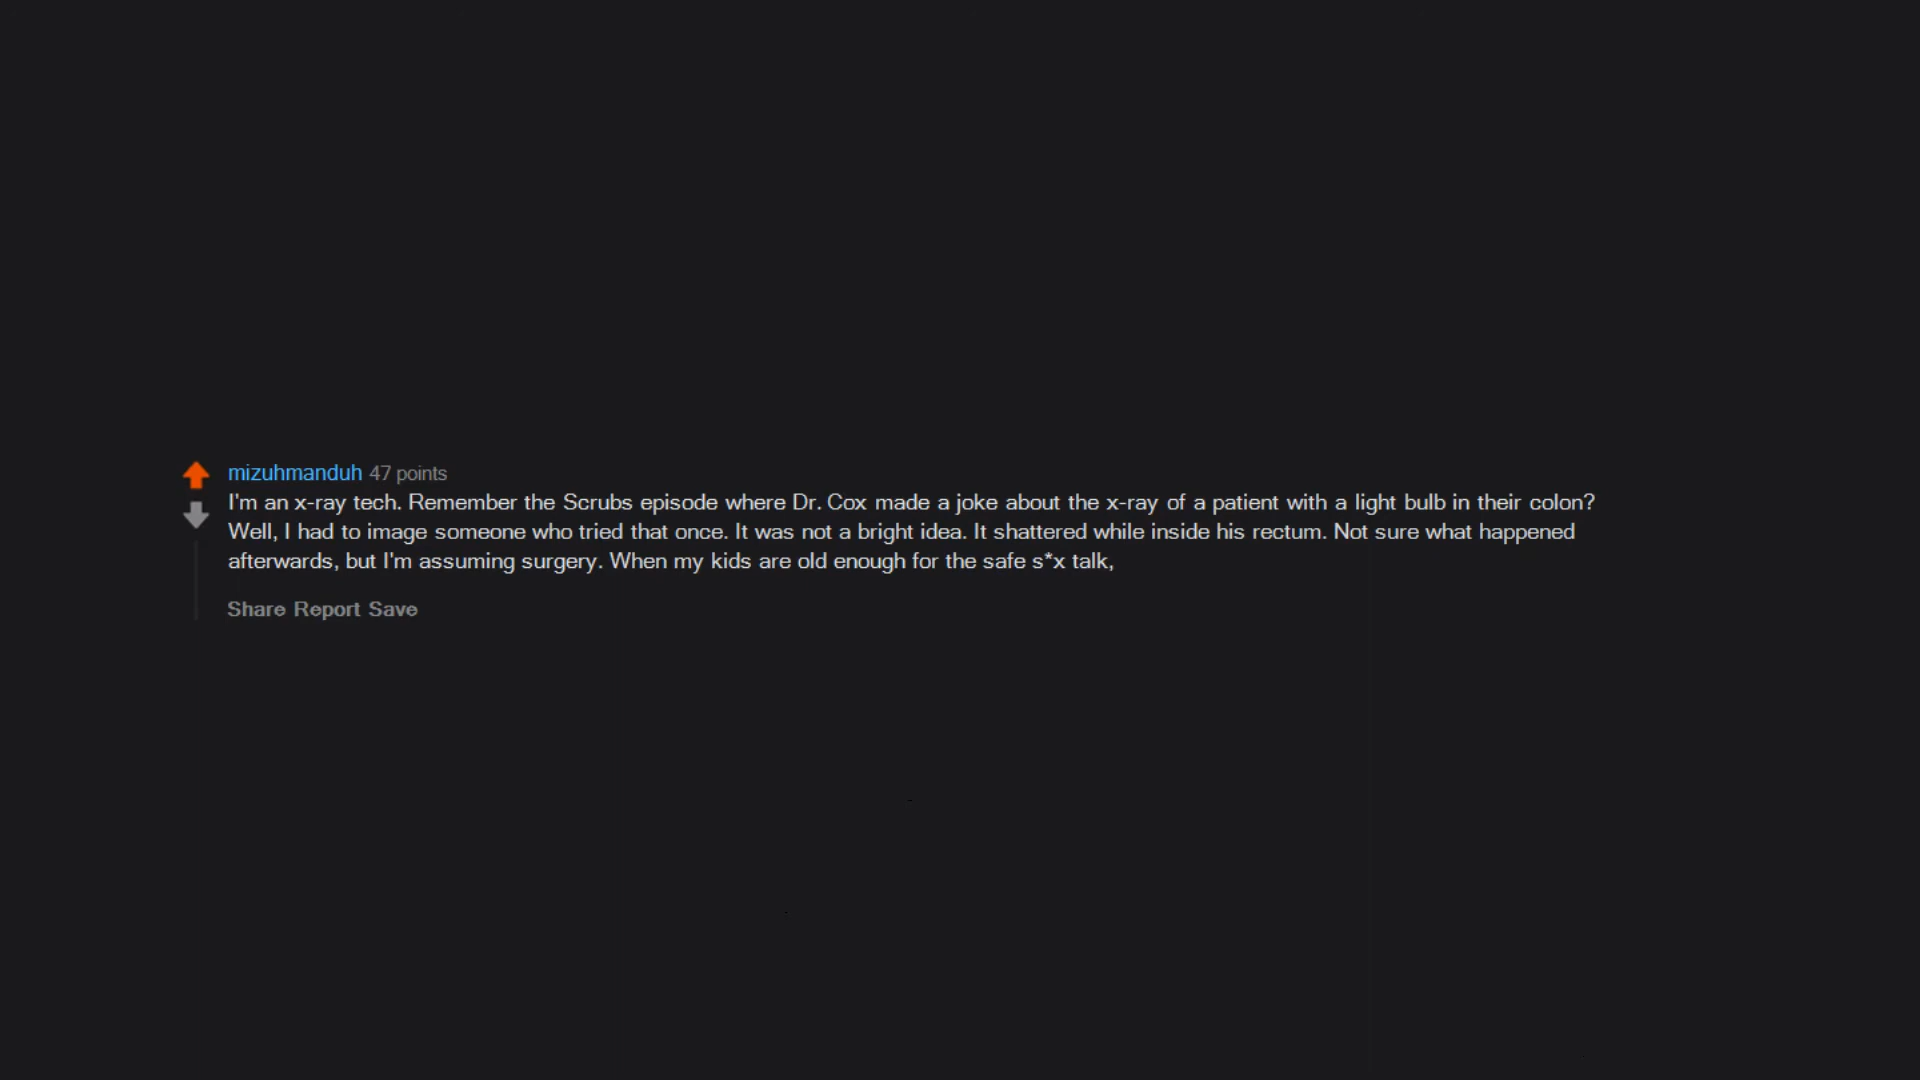 mizuhmanduh 47 points
I'm an x-ray tech. Remember the Scrubs episode where Dr. Cox made a joke about the x-ray of a patient with a light bulb in their colon?
Well, I had to image someone who tried that once. It was not a bright idea. It shattered while inside his rectum. Not sure what happened
afterwards, but I'm assuming surgery. When my kids are old enough for the safe s*x talk,
Share Report Save